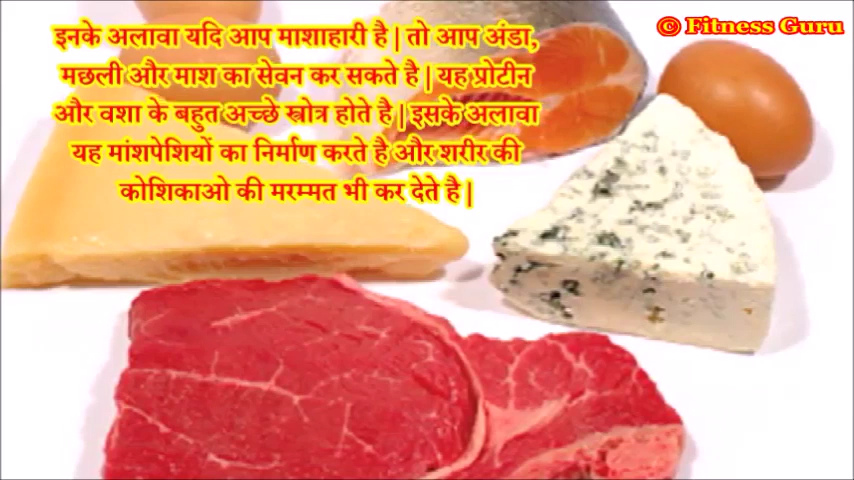 © Fitness Guru
इनके अलावा यदि आप माशाहारी है | तो आप अंडा,
मछली और माश का सेवन कर सकते है | यह प्रोटीन
और वशा के बहुत अच्छे स्त्रोत्र होते है | इसके अलावा
यह मांशपेशियों का निर्माण करते है और शरीर की
कोशिकाओ की मरम्मत भी कर देते है |